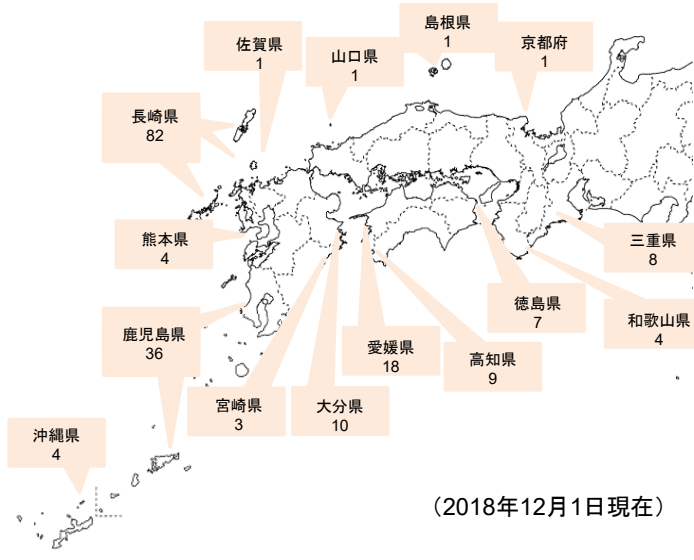 島根県
1
京都府
1
佐賀県
1
山口県
1
長崎県
82
熊本県
4
三重県
8
徳島県
7
和歌山県
4
鹿児島県
36
愛媛県
18
高知県
9
宮崎県
3
大分県
10
沖縄県
4
（2018年12月1日現在）